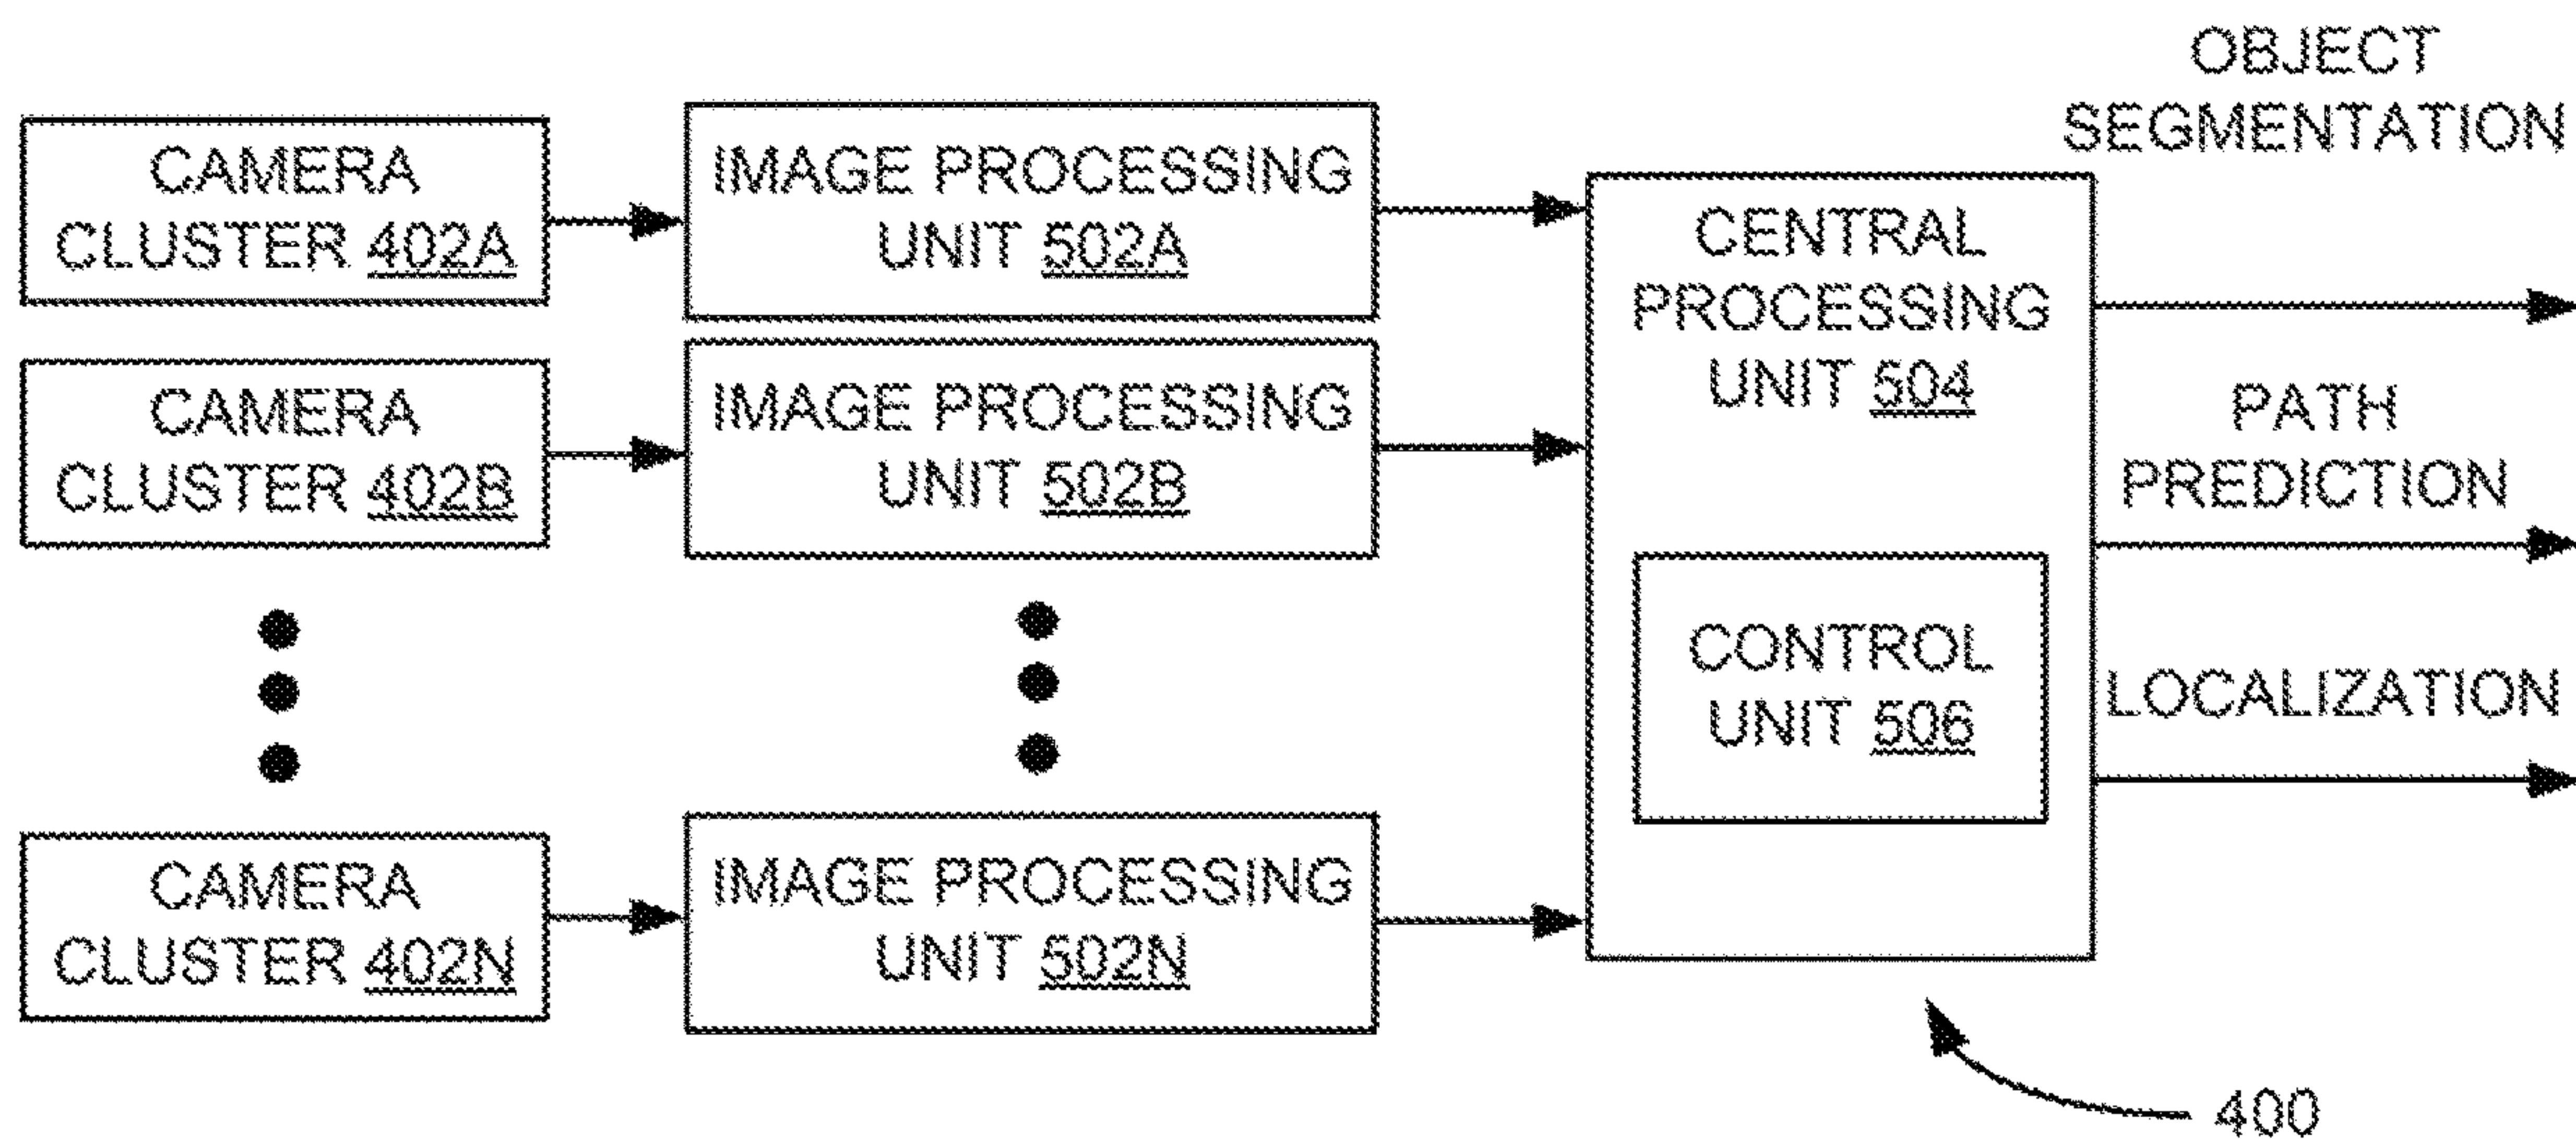 OBJECT
SEGMENTATION
CAMERA
CLUSTER 402A
IMAGE PROCESSING
UNIT 502A
CENTRAL
PROCESSING
UNIT 504
CAMERA
CLUSTER 402B
IMAGE PROCESSING
UNIT 502B
PATH
PREDICTION
CONTROL
UNIT 506
LOCALIZATION
CAMERA
CLUSTER 402N
IMAGE PROCESSING
UNIT 502N
400